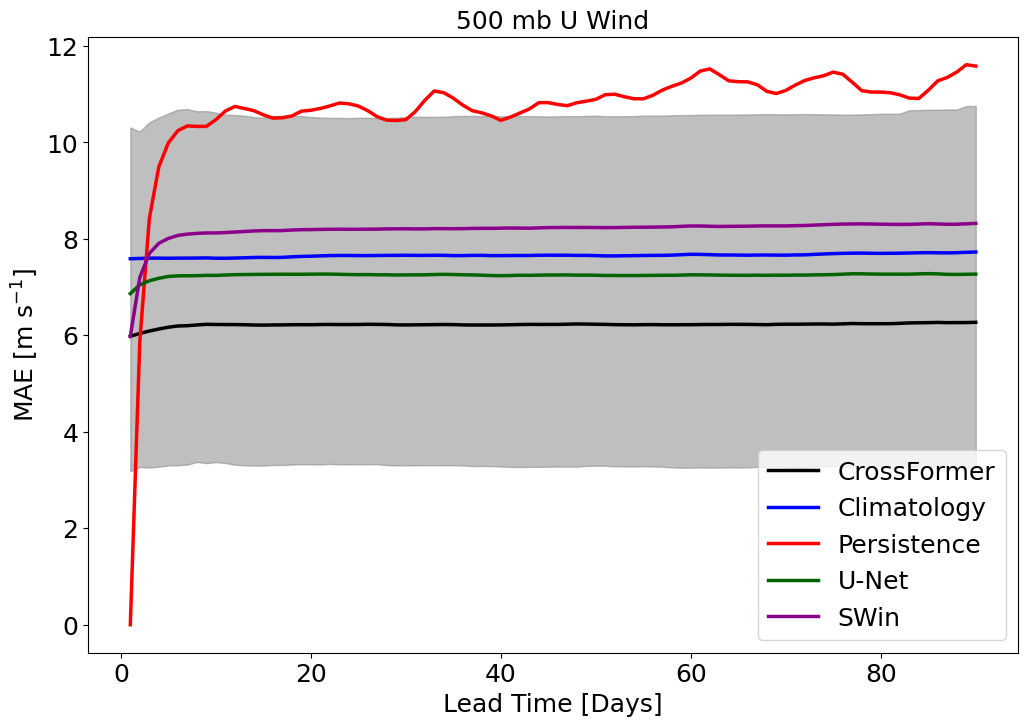 500 mb U Wind
12
10
8
6
4
2
0
MAE [m s⁻¹]
0 20 40 60 80
Lead Time [Days]
CrossFormer
Climatology
Persistence
U-Net
SWin